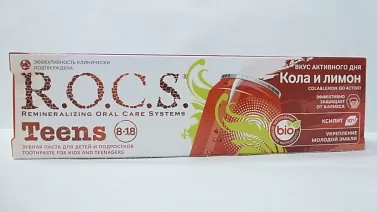 ЭФФЕКТИВНОСТЬ КЛИНИЧЕСКИ
ПОДТВЕРЖДЕНА
R.O.C.S.®
REMINERALIZING ORAL CARE SYSTEMS
Teens 8-18
ЗУБНАЯ ПАСТА ДЛЯ ДЕТЕЙ И ПОДРОСТКОВ
TOOTHPASTE FOR KIDS AND TEENAGERS
bio
ВКУС АКТИВНОГО ДНЯ
Кола и лимон
COLA&LEMON, GO ACTIVE!
ЭФФЕКТИВНО
ЗАЩИЩАЕТ
ОТ КАРИЕСА
КСИЛИТ
УКРЕПЛЕНИЕ
МОЛОДОЙ ЭМАЛИ